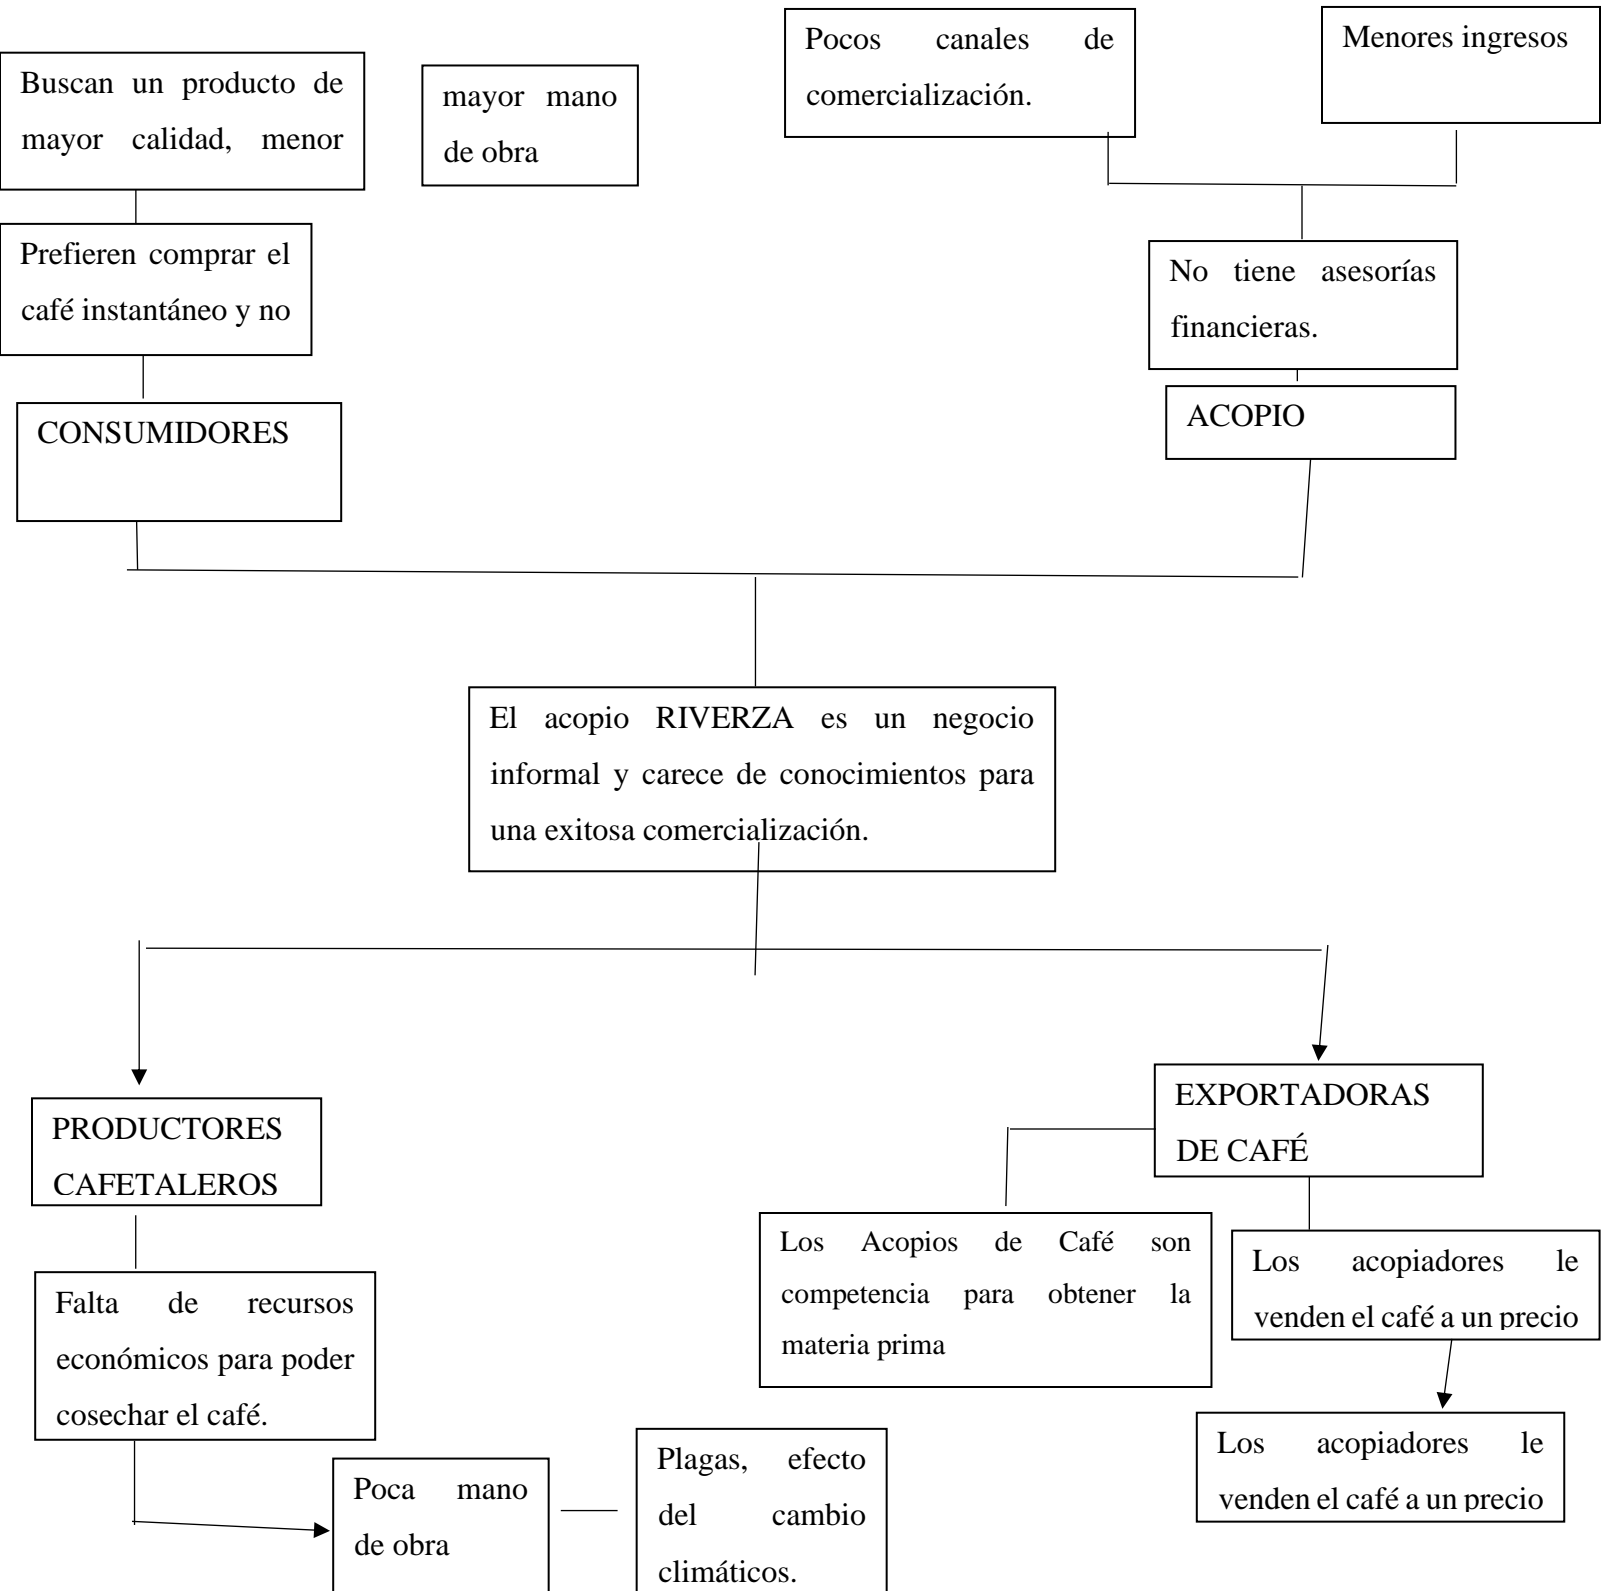 Buscan un producto de
mayor calidad, menor
mayor mano
de obra
Pocos canales de
comercialización.
Menores ingresos
Prefieren comprar el
café instantáneo y no
No tiene asesorías
financieras.
CONSUMIDORES
ACOPIO
El acopio RIVERZA es un negocio
informal y carece de conocimientos para
una exitosa comercialización.
PRODUCTORES
CAFETALEROS
EXPORTADORAS
DE CAFÉ
Falta de recursos
económicos para poder
cosechar el café.
Los Acopios de Café son
competencia para obtener la
materia prima
Los acopiadores le
venden el café a un precio
Poca mano
de obra
Plagas, efecto
del cambio
climáticos.
Los acopiadores le
venden el café a un precio